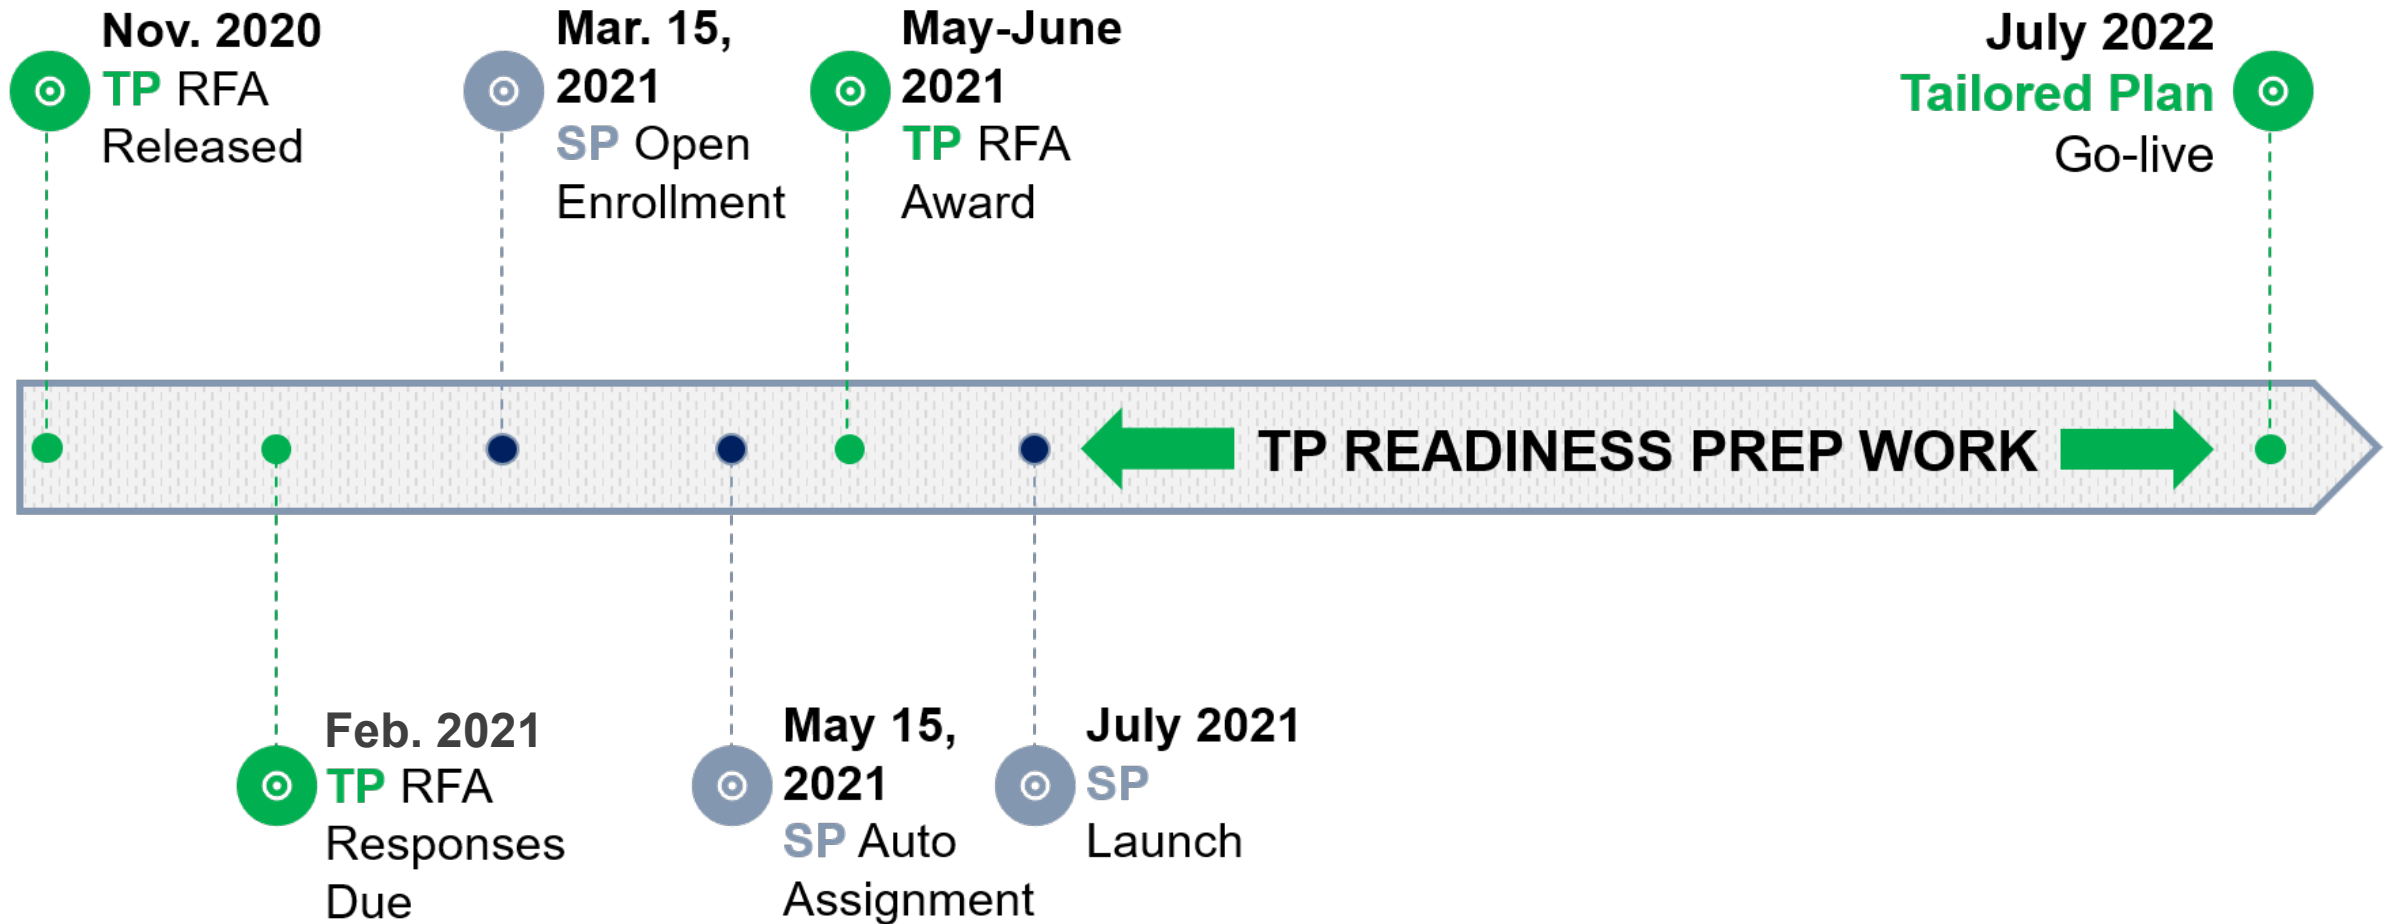 Nov. 2020
TP RFA
Released
Mar. 15,
2021
SP Open
Enrollment
May-June
2021
TP RFA
Award
July 2022
Tailored Plan
Go-live
TP READINESS PREP WORK
Feb. 2021
TP RFA
Responses
Due
May 15,
2021
SP Auto
Assignment
July 2021
SP
Launch